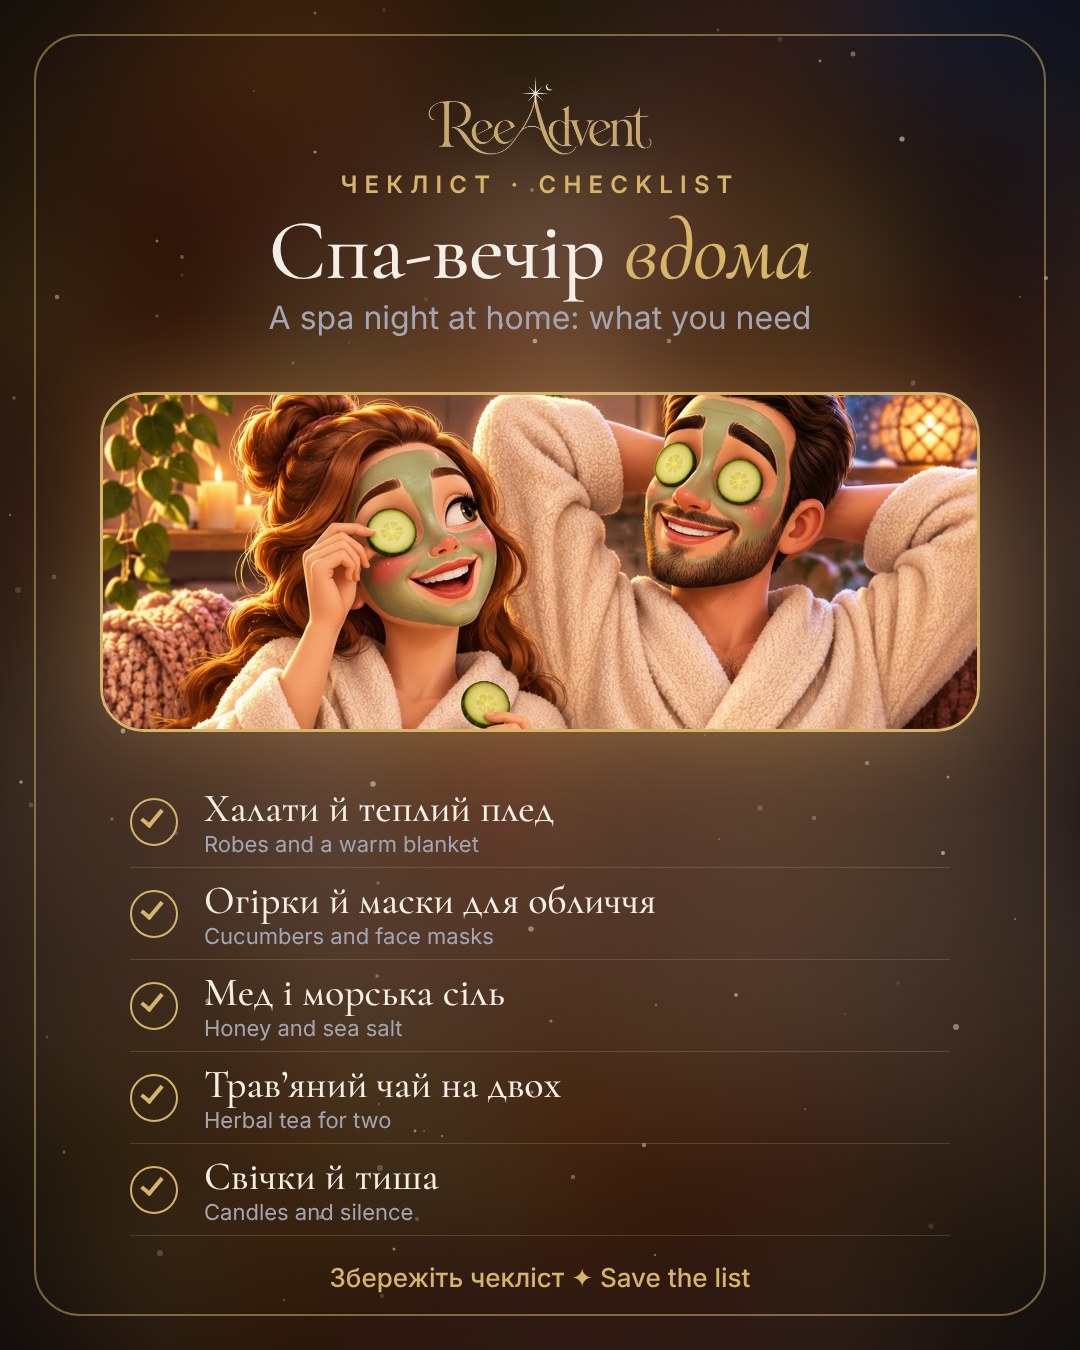 ReeAdvent
ЧЕКЛІСТ · CHECKLIST
Спа-вечір вдома
A spa night at home: what you need
Халати й теплий плед
Robes and a warm blanket
Огірки й маски для обличчя
Cucumbers and face masks
Мед і морська сіль
Honey and sea salt
Трав’яний чай на двох
Herbal tea for two
Свічки й тиша
Candles and silence
Збережіть чекліст ✦ Save the list